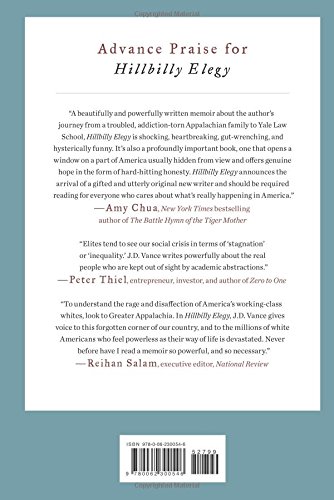 Advance Praise for
Hillbilly Elegy
“A beautifully and powerfully written memoir about the author’s
journey from a troubled, addiction-torn Appalachian family to Yale Law
School, Hillbilly Elegy is shocking, heartbreaking, gut-wrenching, and
hysterically funny. It’s also a profoundly important book, one that opens a
window on a part of America usually hidden from view and offers genuine
hope in the form of hard-hitting honesty. Hillbilly Elegy announces the
arrival of a gifted and utterly original new writer and should be required
reading for everyone who cares about what’s really happening in America.”
—Amy Chua, New York Times bestselling
author of The Battle Hymn of the Tiger Mother
“Elites tend to see our social crisis in terms of ‘stagnation’
or ‘inequality.’ J.D. Vance writes powerfully about the real
people who are kept out of sight by academic abstractions.”
—Peter Thiel, entrepreneur, investor, and author of Zero to One
“To understand the rage and disaffection of America’s working-class
whites, look to Greater Appalachia. In Hillbilly Elegy, J.D. Vance gives
voice to this forgotten corner of our country, and to the millions of white
Americans who feel powerless as their way of life is devastated. Never
before have I read a memoir so powerful, and so necessary.”
—Reihan Salam, executive editor, National Review
ISBN 978-0-06-230054-6
52799
9 780062 300546